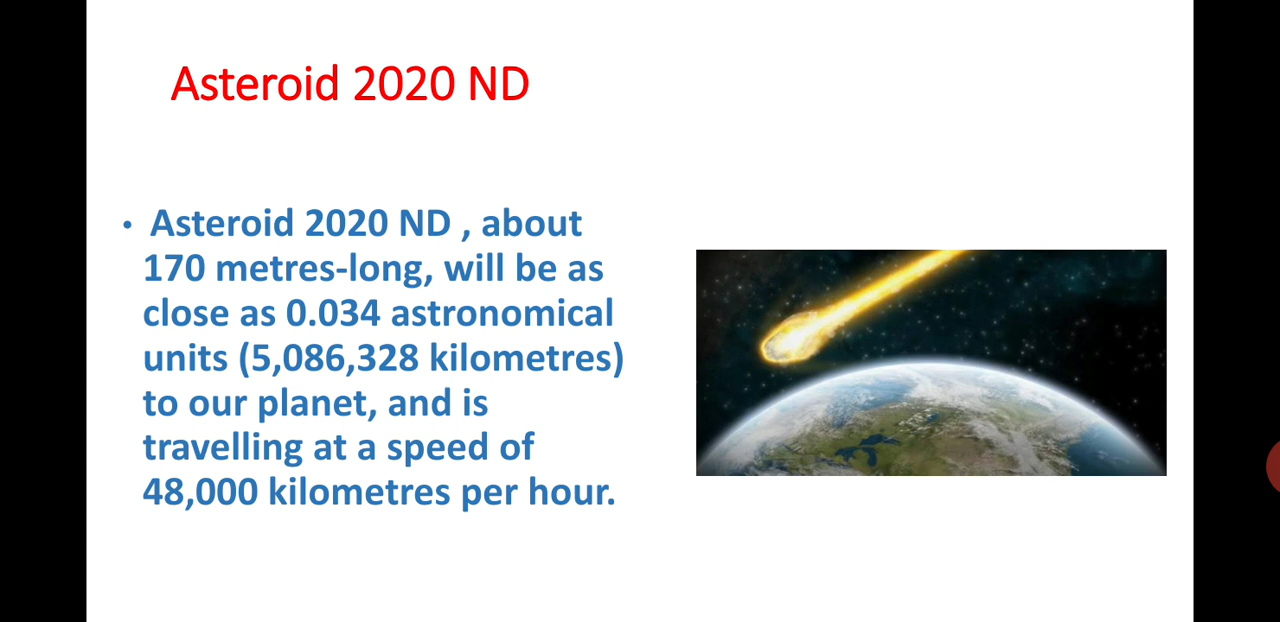 Asteroid 2020 ND
• Asteroid 2020 ND , about
170 metres-long, will be as
close as 0.034 astronomical
units (5,086,328 kilometres)
to our planet, and is
travelling at a speed of
48,000 kilometres per hour.